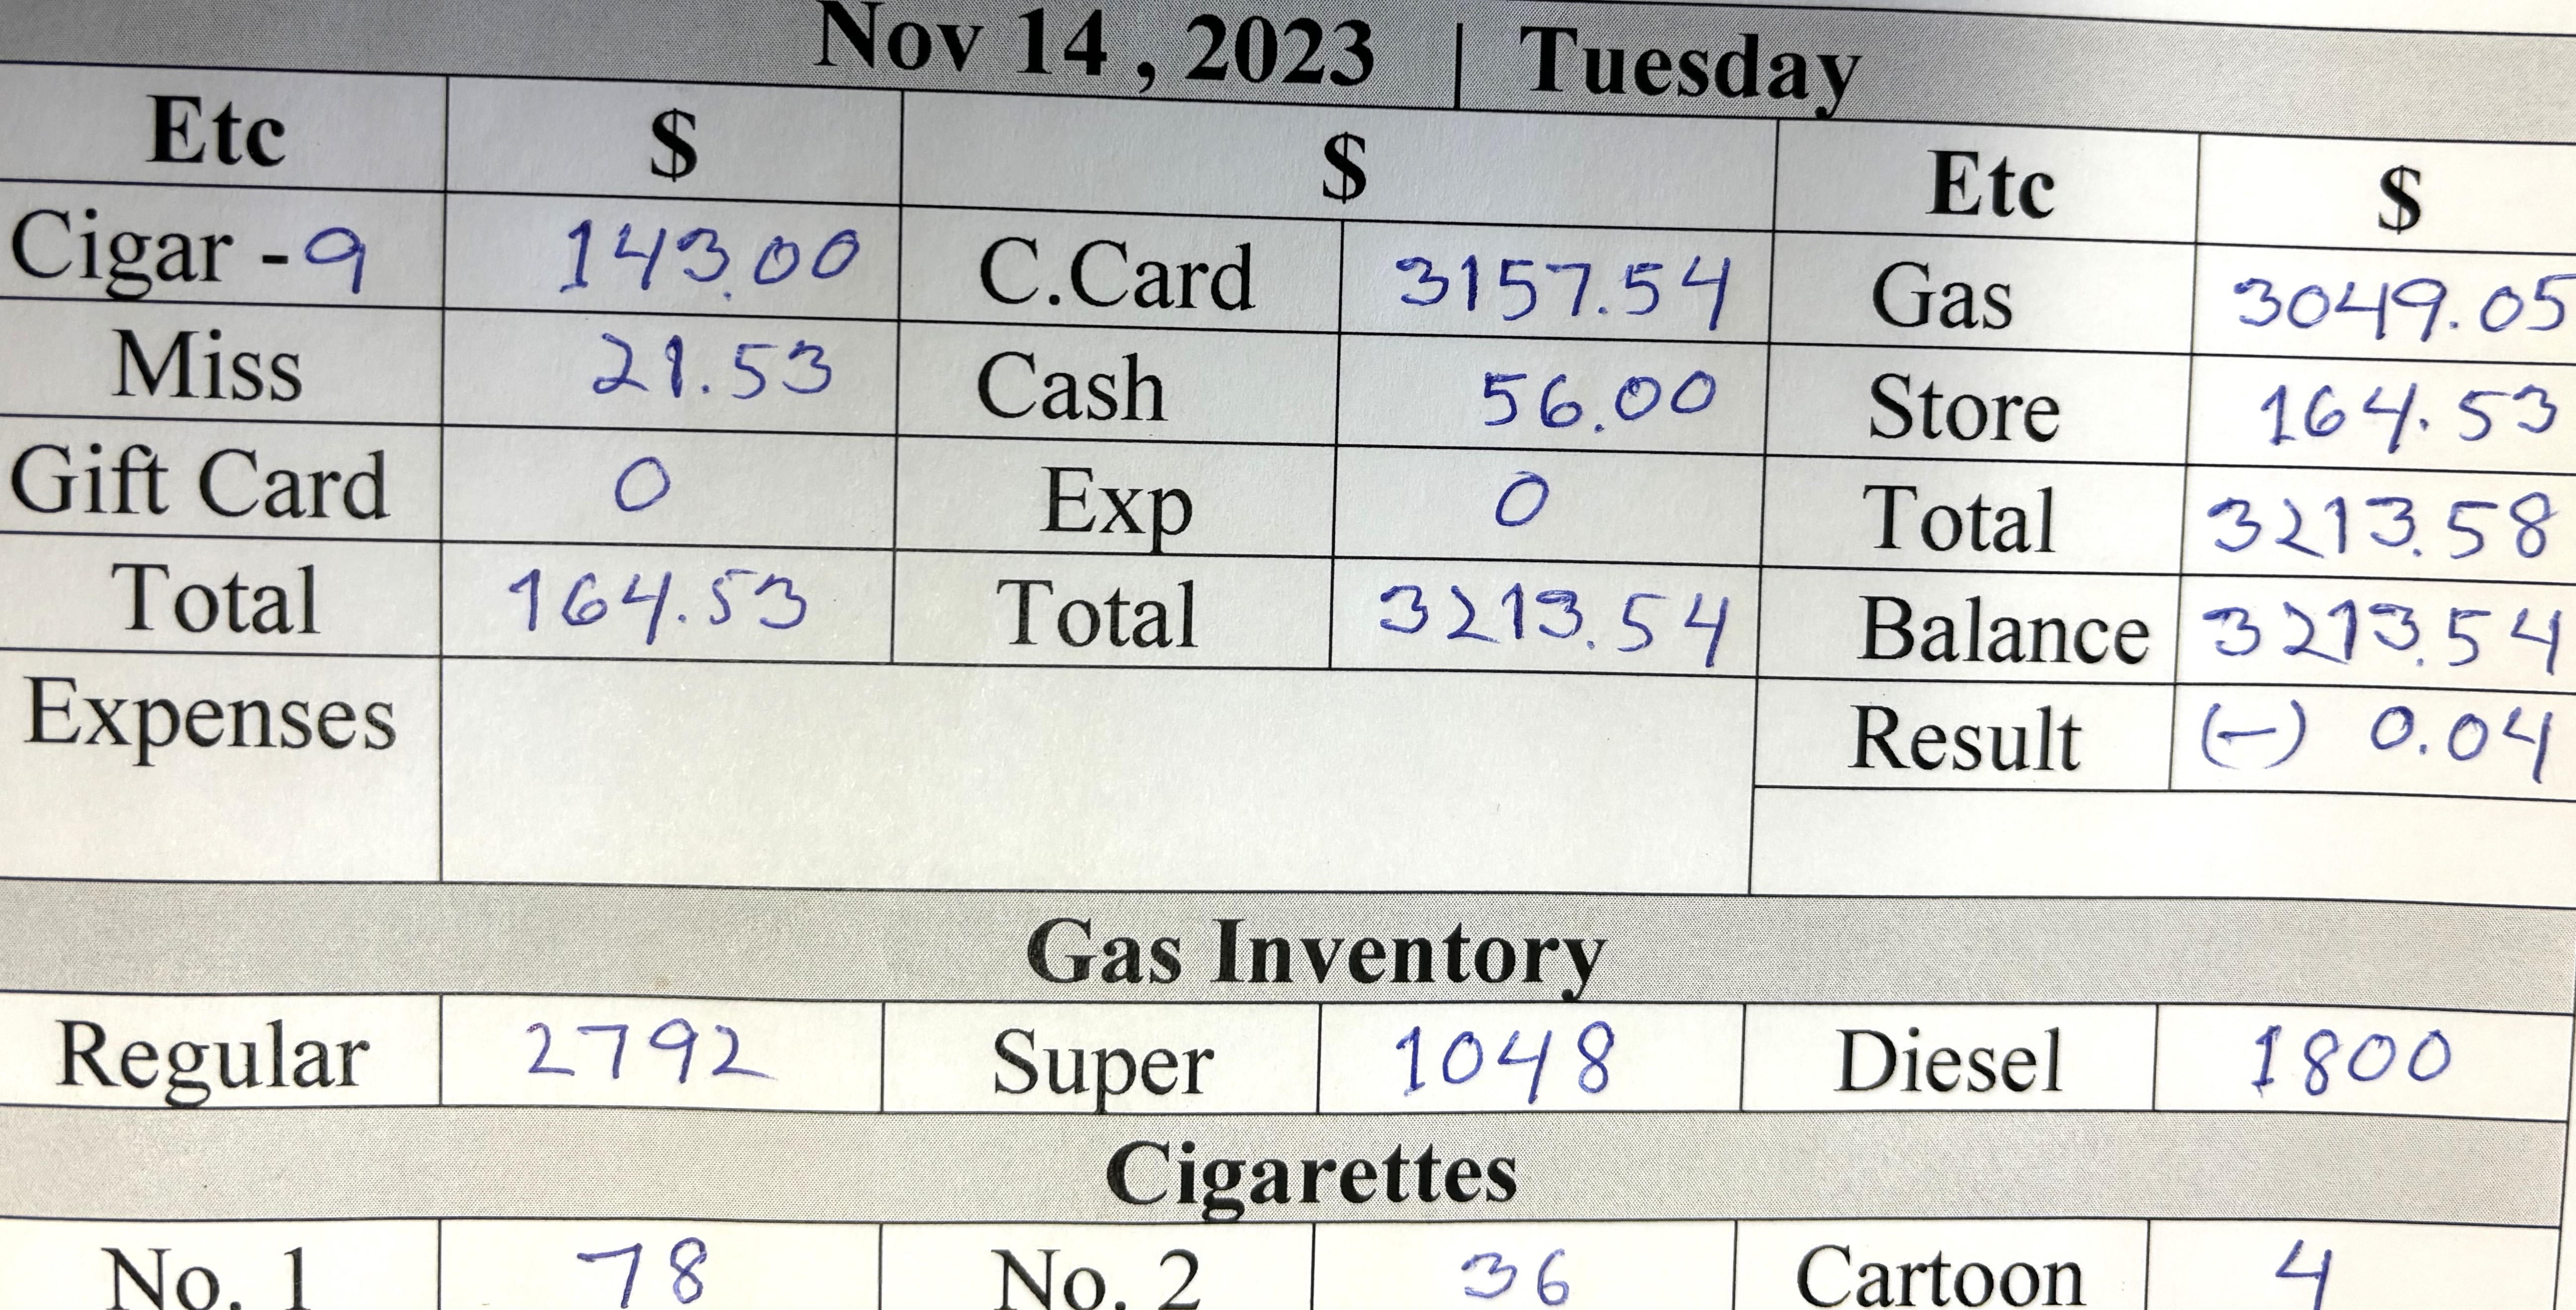 Nov 14 , 2023 | Tuesday
Etc $ $ Etc $
Cigar - 9 143.00 C.Card 3157.54 Gas 3049.05
Miss 21.53 Cash 56.00 Store 164.53
Gift Card 0 Exp 0 Total 3213.58
Total 164.53 Total 3213.54 Balance 3213.54
Expenses Result (-) 0.04
Gas Inventory
Regular 2792 Super 1048 Diesel 1800
Cigarettes
No. 1 78 No. 2 36 Cartoon 4